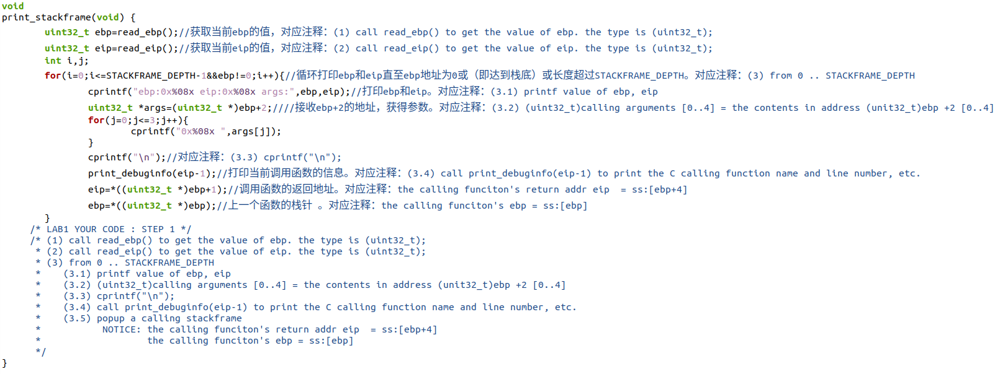 void
print_stackframe(void) {
        uint32_t ebp=read_ebp();//获取当前ebp的值，对应注释：(1) call read_ebp() to get the value of ebp. the type is (uint32_t);
        uint32_t eip=read_eip();//获取当前eip的值，对应注释：(2) call read_eip() to get the value of eip. the type is (uint32_t);
        int i,j;
        for(i=0;i<=STACKFRAME_DEPTH-1&&ebp!=0;i++){//循环打印ebp和eip直至ebp地址为0或（即达到栈底）或长度超过STACKFRAME_DEPTH。对应注释：(3) from 0 .. STACKFRAME_DEPTH
                cprintf("ebp:0x%08x eip:0x%08x args:",ebp,eip);//打印ebp和eip。对应注释：(3.1) printf value of ebp, eip
                uint32_t *args=(uint32_t *)ebp+2;////接收ebp+2的地址，获得参数。对应注释：(3.2) (uint32_t)calling arguments [0..4] = the contents in address (unit32_t)ebp +2 [0..4]
                for(j=0;j<=3;j++){
                        cprintf("0x%08x ",args[j]);
                }
                cprintf("\n");//对应注释：(3.3) cprintf("\n");
                print_debuginfo(eip-1);//打印当前调用函数的信息。对应注释：(3.4) call print_debuginfo(eip-1) to print the C calling function name and line number, etc.
                eip=*((uint32_t *)ebp+1);//调用函数的返回地址。对应注释：the calling funciton's return addr eip  = ss:[ebp+4]
                ebp=*((uint32_t *)ebp);//上一个函数的栈针 。对应注释：the calling funciton's ebp = ss:[ebp]
        }
     /* LAB1 YOUR CODE : STEP 1 */
     /* (1) call read_ebp() to get the value of ebp. the type is (uint32_t);
      * (2) call read_eip() to get the value of eip. the type is (uint32_t);
      * (3) from 0 .. STACKFRAME_DEPTH
      *    (3.1) printf value of ebp, eip
      *    (3.2) (uint32_t)calling arguments [0..4] = the contents in address (unit32_t)ebp +2 [0..4]
      *    (3.3) cprintf("\n");
      *    (3.4) call print_debuginfo(eip-1) to print the C calling function name and line number, etc.
      *    (3.5) popup a calling stackframe
      *           NOTICE: the calling funciton's return addr eip  = ss:[ebp+4]
      *                   the calling funciton's ebp = ss:[ebp]
      */
}